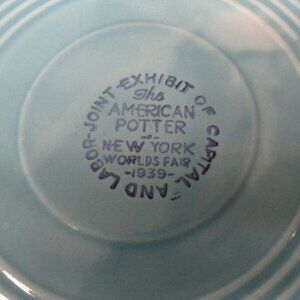 JOINT EXHIBIT OF CAPITAL AND LABOR
The
AMERICAN
POTTER
NEW YORK
WORLDS FAIR
-1939-